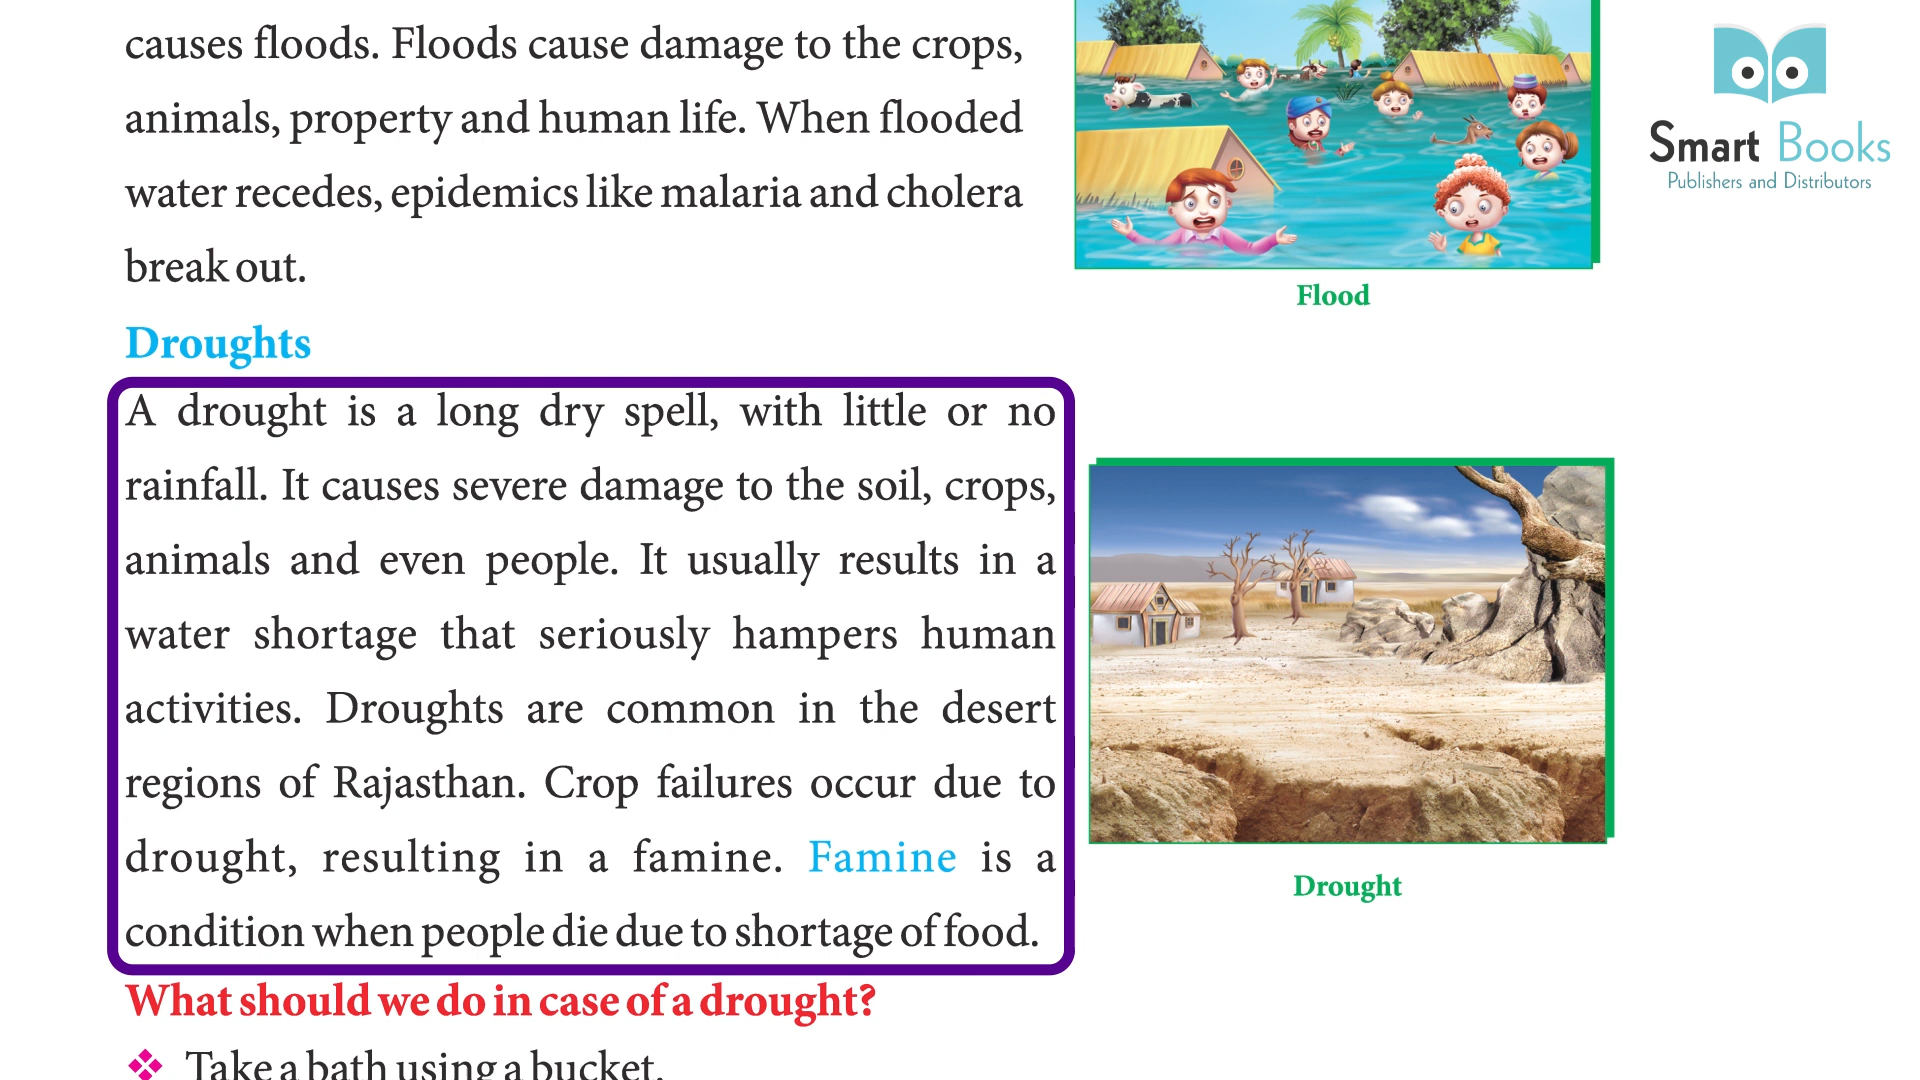 causes floods. Floods cause damage to the crops,
animals, property and human life. When flooded
water recedes, epidemics like malaria and cholera
break out.
Flood
Smart Books
Publishers and Distributors
Droughts
A drought is a long dry spell, with little or no
rainfall. It causes severe damage to the soil, crops,
animals and even people. It usually results in a
water shortage that seriously hampers human
activities. Droughts are common in the desert
regions of Rajasthan. Crop failures occur due to
drought, resulting in a famine. Famine is a
condition when people die due to shortage of food.
Drought
What should we do in case of a drought?
❖ Take a bath using a bucket.